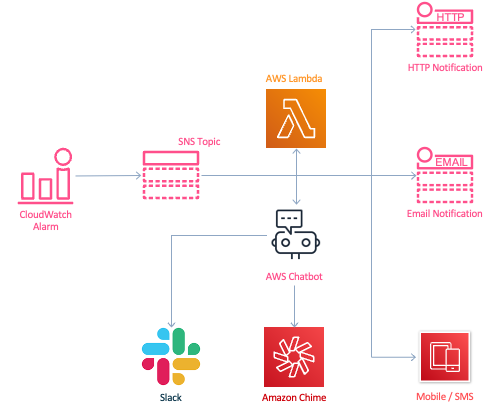 HTTP
HTTP Notification
AWS Lambda
SNS Topic
EMAIL
CloudWatch
Alarm
Email Notification
AWS Chatbot
Slack
Amazon Chime
Mobile / SMS